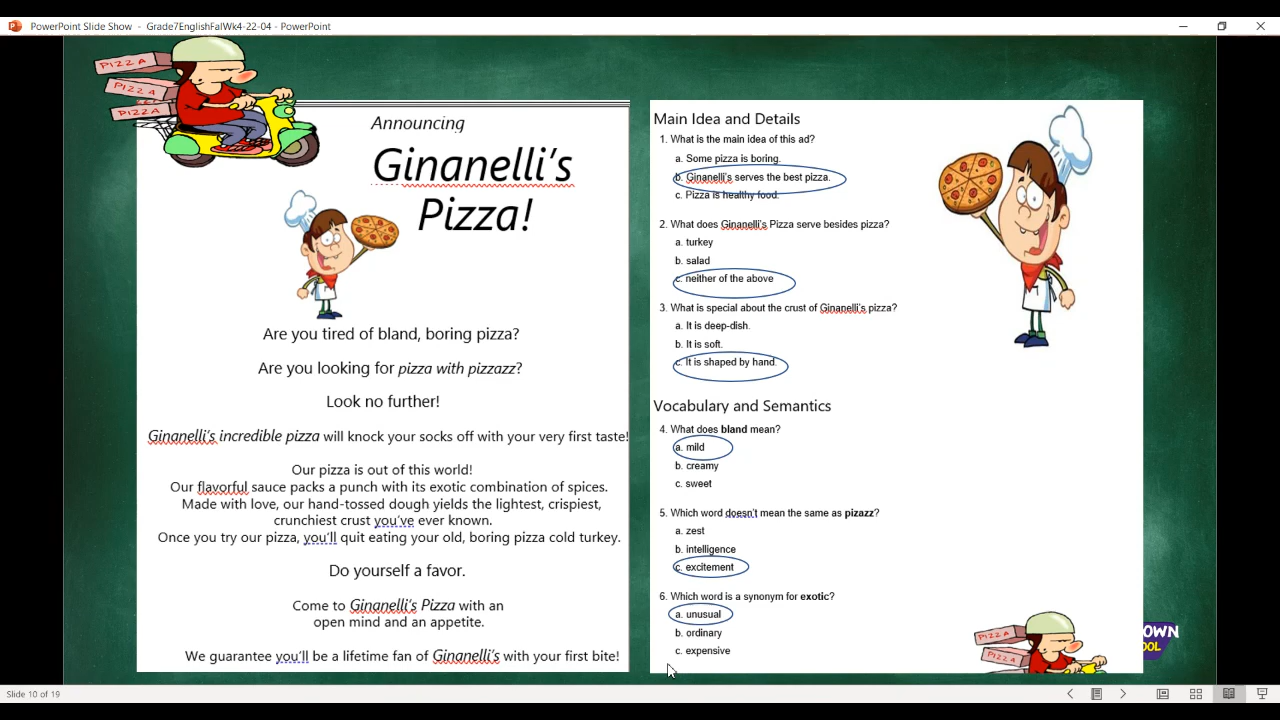 PowerPoint Slide Show - Grade7EnglishFalWk4-22-04 - PowerPoint
PIZZA
PIZZA
PIZZA
Announcing
Ginanelli's
Pizza!
Are you tired of bland, boring pizza?
Are you looking for pizza with pizzazz?
Look no further!
Ginanelli's incredible pizza will knock your socks off with your very first taste!
Our pizza is out of this world!
Our flavorful sauce packs a punch with its exotic combination of spices.
Made with love, our hand-tossed dough yields the lightest, crispiest,
crunchiest crust you've ever known.
Once you try our pizza, you'll quit eating your old, boring pizza cold turkey.
Do yourself a favor.
Come to Ginanelli's Pizza with an
open mind and an appetite.
We guarantee you'll be a lifetime fan of Ginanelli's with your first bite!
Main Idea and Details
1. What is the main idea of this ad?
a. Some pizza is boring.
b. Ginanelli's serves the best pizza.
c. Pizza is healthy food.
2. What does Ginanelli's Pizza serve besides pizza?
a. turkey
b. salad
c. neither of the above
3. What is special about the crust of Ginanelli's pizza?
a. It is deep-dish.
b. It is soft.
c. It is shaped by hand.
Vocabulary and Semantics
4. What does bland mean?
a. mild
b. creamy
c. sweet
5. Which word doesn't mean the same as pizazz?
a. zest
b. intelligence
c. excitement
6. Which word is a synonym for exotic?
a. unusual
b. ordinary
c. expensive
PIZZA
PIZZA
Slide 10 of 19